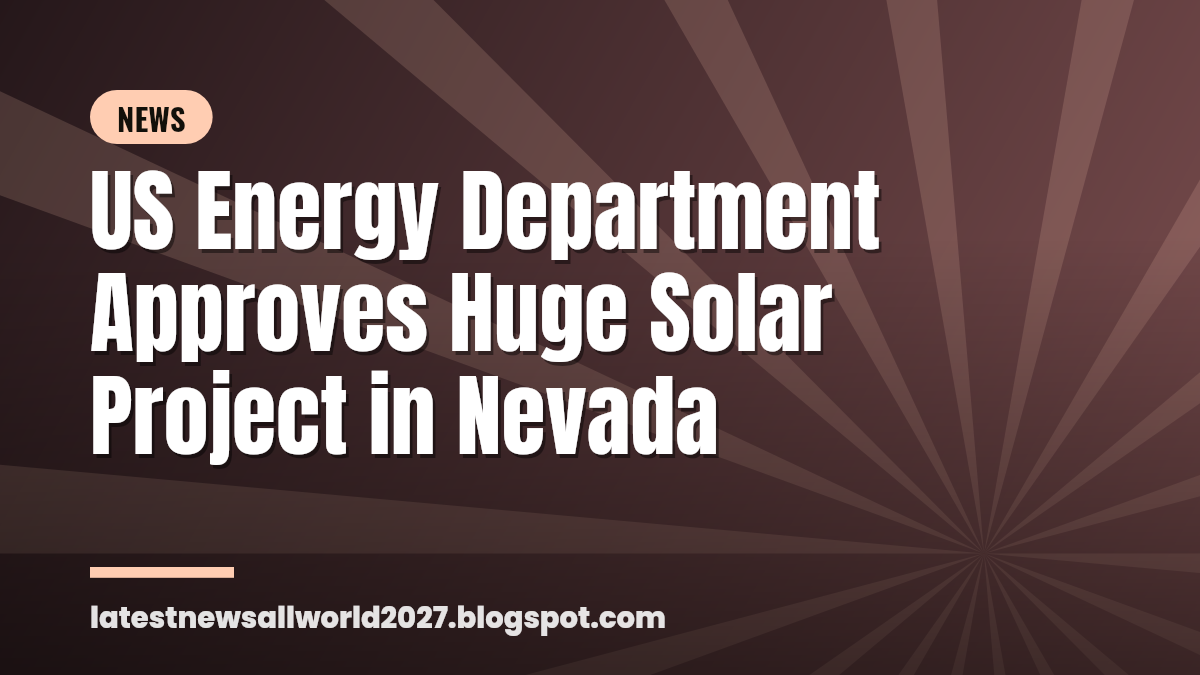 NEWS
US Energy Department
Approves Huge Solar
Project in Nevada
latestnewsallworld2027.blogspot.com